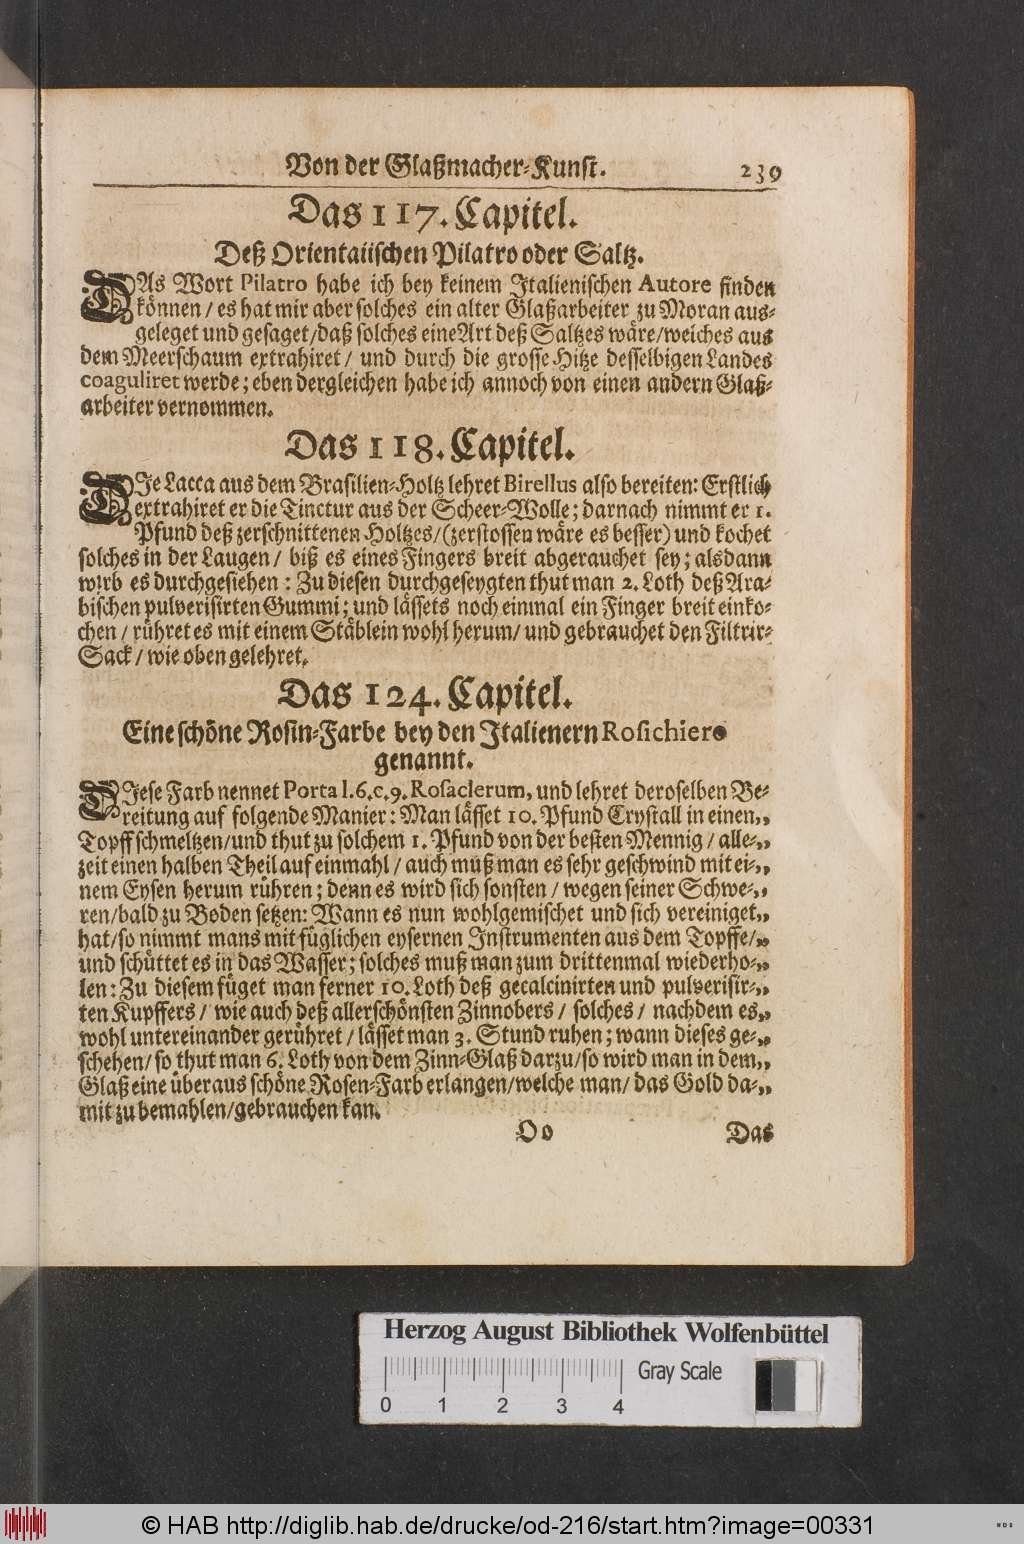 Von der Glaßmacher-Kunst. 239
Das 117. Capitel.
Deß Orientaiischen Pilatro oder Saltz.
DAs Wort Pilatro habe ich bey keinem Italienischen Autore finden
können / es hat mir aber solches ein alter Glaßarbeiter zu Moran aus-
geleget und gesaget/daß solches eine Art deß Saltzes wäre/welches aus
dem Meerschaum extrahiret / und durch die grosse Hitze desselbigen Landes
coaguliret werde; eben dergleichen habe ich annoch von einen andern Glaß-
arbeiter vernommen.
Das 118. Capitel.
DIe Lacca aus dem Brasilien-Holtz lehret Birellus also bereiten: Erstlich
extrahiret er die Tinctur aus der Scheer-Wolle; darnach nimmt er 1.
Pfund deß zerschnittenen Holtzes/(zerstossen wäre es besser) und kochet
solches in der Laugen / biß es eines Fingers breit abgerauchet sey; alsdann
wird es durchgesiehen: Zu diesen durchgeseygten thut man 2. Loth deß Ara-
bischen pulverisirten Gummi; und lässets noch einmal ein Finger breit einko-
chen / rühret es mit einem Stäblein wohl herum/ und gebrauchet den Filtrir-
Sack / wie oben gelehret.
Das 124. Capitel.
Eine schöne Rosin-Farbe bey den Italienern Rosichiero
genannt.
DIese Farb nennet Porta l.6.c.9. Rosaclerum, und lehret deroselben Be-
reitung auf folgende Manier: Man lässet 10. Pfund Crystall in einen„
Topff schmeltzen/und thut zu solchem 1. Pfund von der besten Mennig / alle-„
zeit einen halben Theil auf einmahl / auch muß man es sehr geschwind mit ei-„
nem Eysen herum rühren; denn es wird sich sonsten / wegen seiner Schwe-„
ren/bald zu Boden setzen: Wann es nun wohlgemischet und sich vereiniget„
hat/so nimmt mans mit füglichen eysernen Instrumenten aus dem Topffe/„
und schüttet es in das Wasser; solches muß man zum drittenmal wiederho-„
len: Zu diesem füget man ferner 10. Loth deß gecalcinirten und pulverisir-„
ten Kupffers / wie auch deß allerschönsten Zinnobers / solches / nachdem es„
wohl untereinander gerühret / lässet man 3. Stund ruhen; wann dieses ge-„
schehen/ so thut man 6. Loth von dem Zinn-Glaß darzu/so wird man in dem„
Glaß eine überaus schöne Rosen-Farb erlangen/welche man/ das Gold da-„
mit zu bemahlen/gebrauchen kan.
Oo Das
Herzog August Bibliothek Wolfenbüttel
Gray Scale
0 1 2 3 4
© HAB http://diglib.hab.de/drucke/od-216/start.htm?image=00331